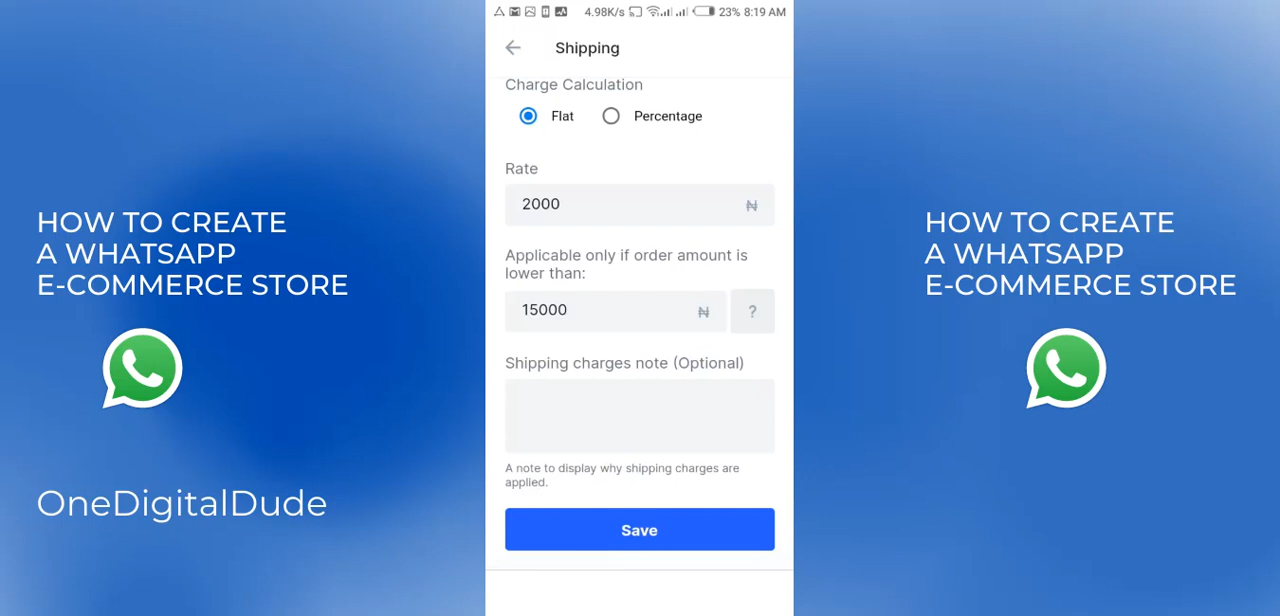 HOW TO CREATE
A WHATSAPP
E-COMMERCE STORE
OneDigitalDude
4.98K/s 23% 8:19 AM
Shipping
Charge Calculation
Flat Percentage
Rate
2000 ₦
Applicable only if order amount is
lower than:
15000 ₦ ?
Shipping charges note (Optional)
A note to display why shipping charges are
applied.
Save
HOW TO CREATE
A WHATSAPP
E-COMMERCE STORE